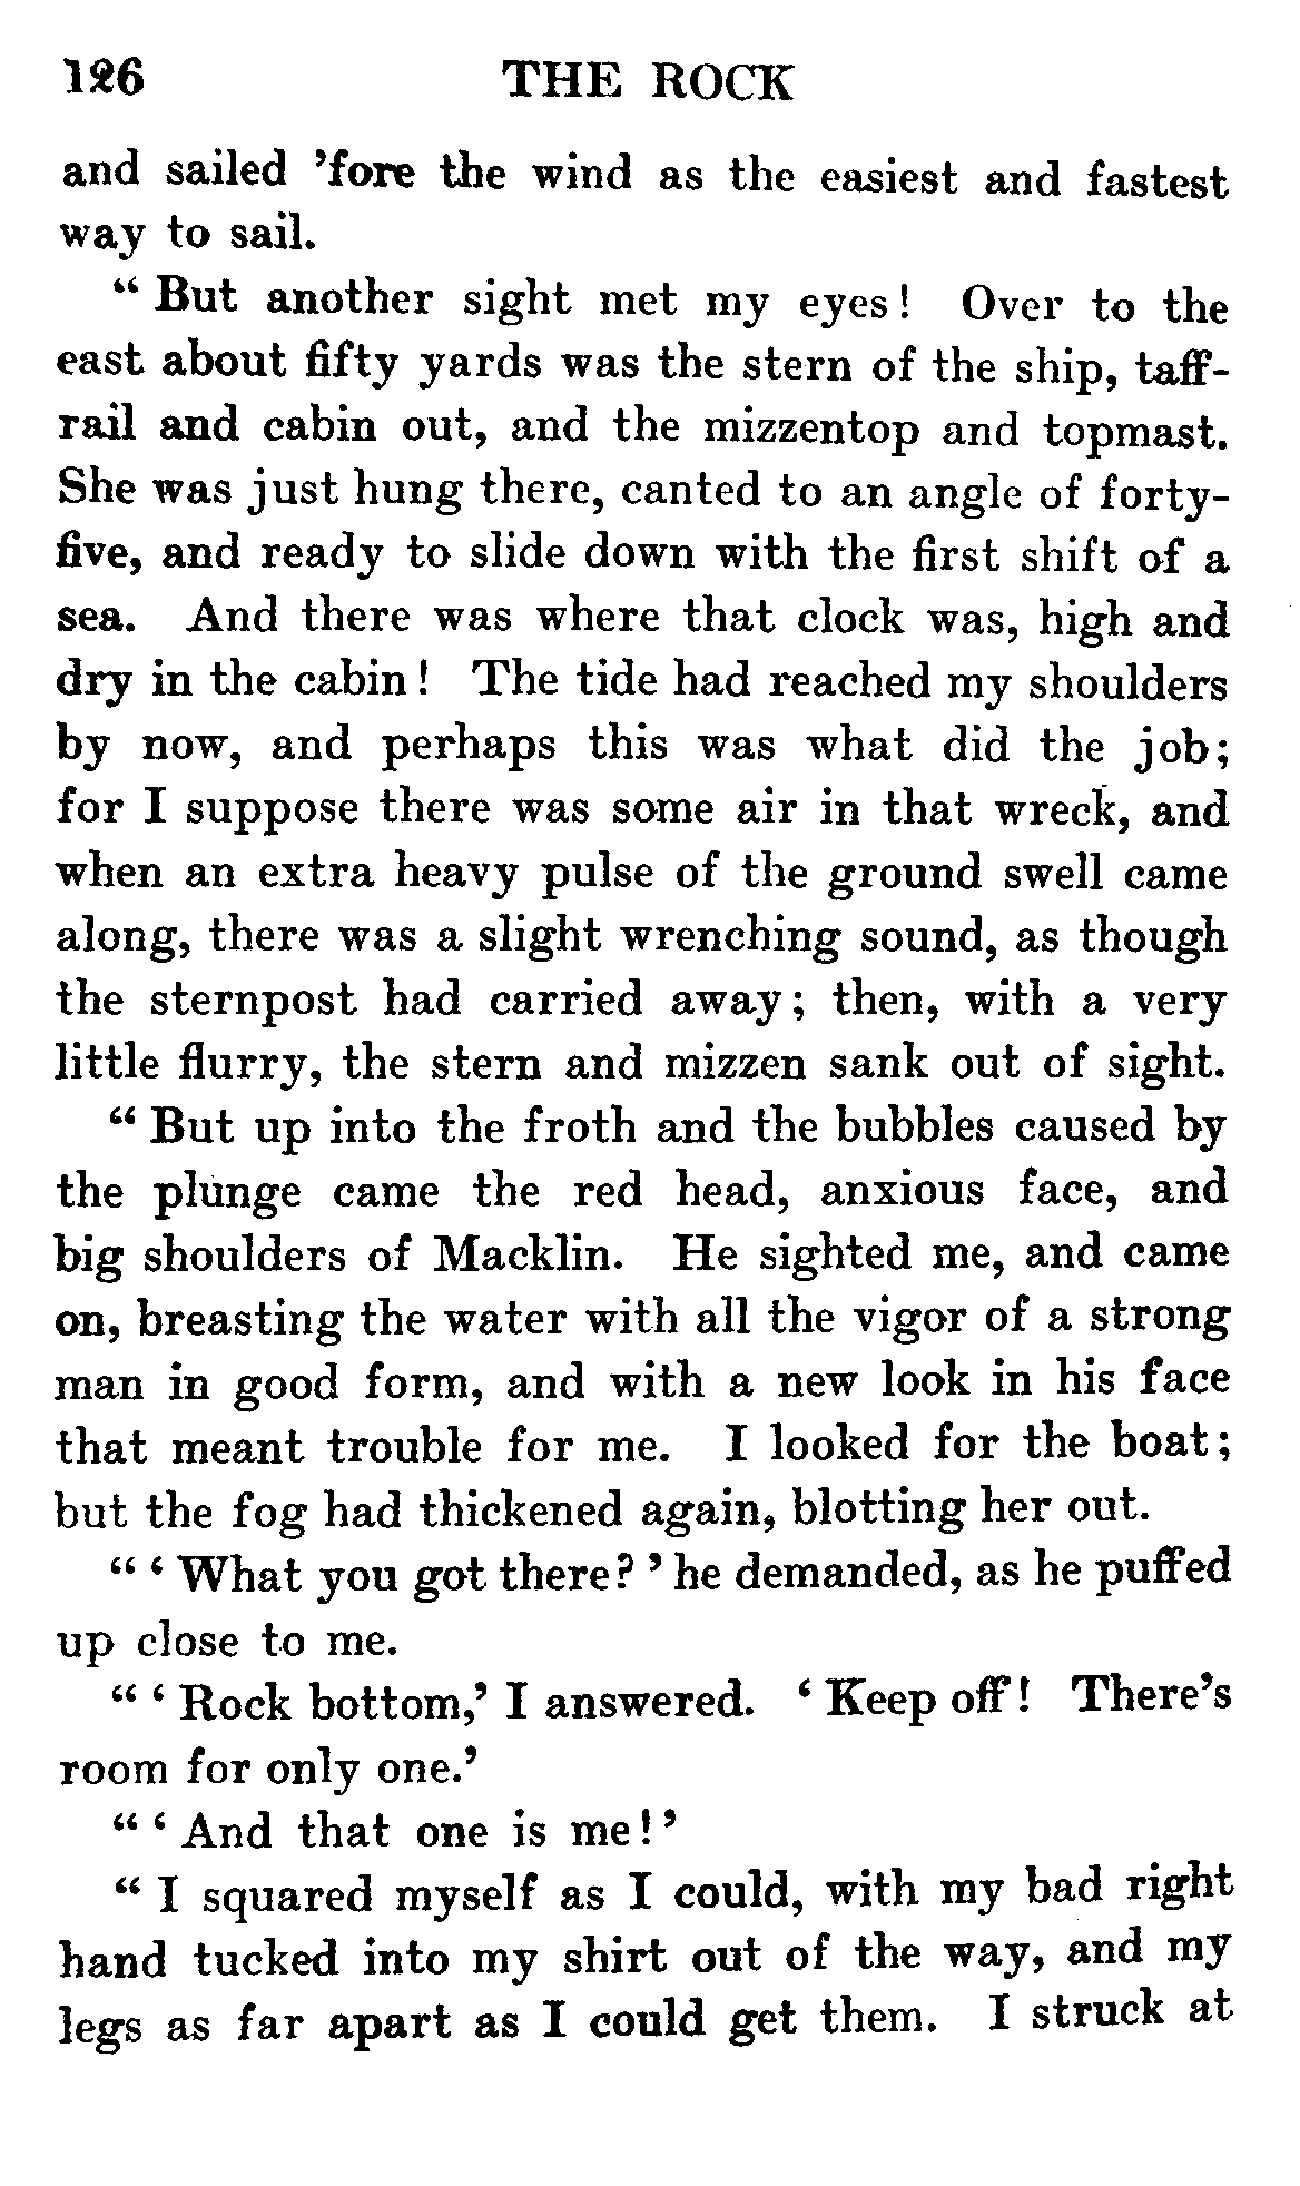 126 THE ROCK
and sailed ’fore the wind as the easiest and fastest
way to sail.
“ But another sight met my eyes! Over to the
east about fifty yards was the stern of the ship, taff-
rail and cabin out, and the mizzentop and topmast.
She was just hung there, canted to an angle of forty-
five, and ready to slide down with the first shift of a
sea. And there was where that clock was, high and
dry in the cabin! The tide had reached my shoulders
by now, and perhaps this was what did the job;
for I suppose there was some air in that wreck, and
when an extra heavy pulse of the ground swell came
along, there was a slight wrenching sound, as though
the sternpost had carried away; then, with a very
little flurry, the stern and mizzen sank out of sight.
“ But up into the froth and the bubbles caused by
the plunge came the red head, anxious face, and
big shoulders of Macklin. He sighted me, and came
on, breasting the water with all the vigor of a strong
man in good form, and with a new look in his face
that meant trouble for me. I looked for the boat;
but the fog had thickened again, blotting her out.
“ ‘ What you got there? ’ he demanded, as he puffed
up close to me.
“ ‘ Rock bottom,’ I answered. ‘ Keep off! There’s
room for only one.’
“ ‘ And that one is me! ’
“ I squared myself as I could, with my bad right
hand tucked into my shirt out of the way, and my
legs as far apart as I could get them. I struck at